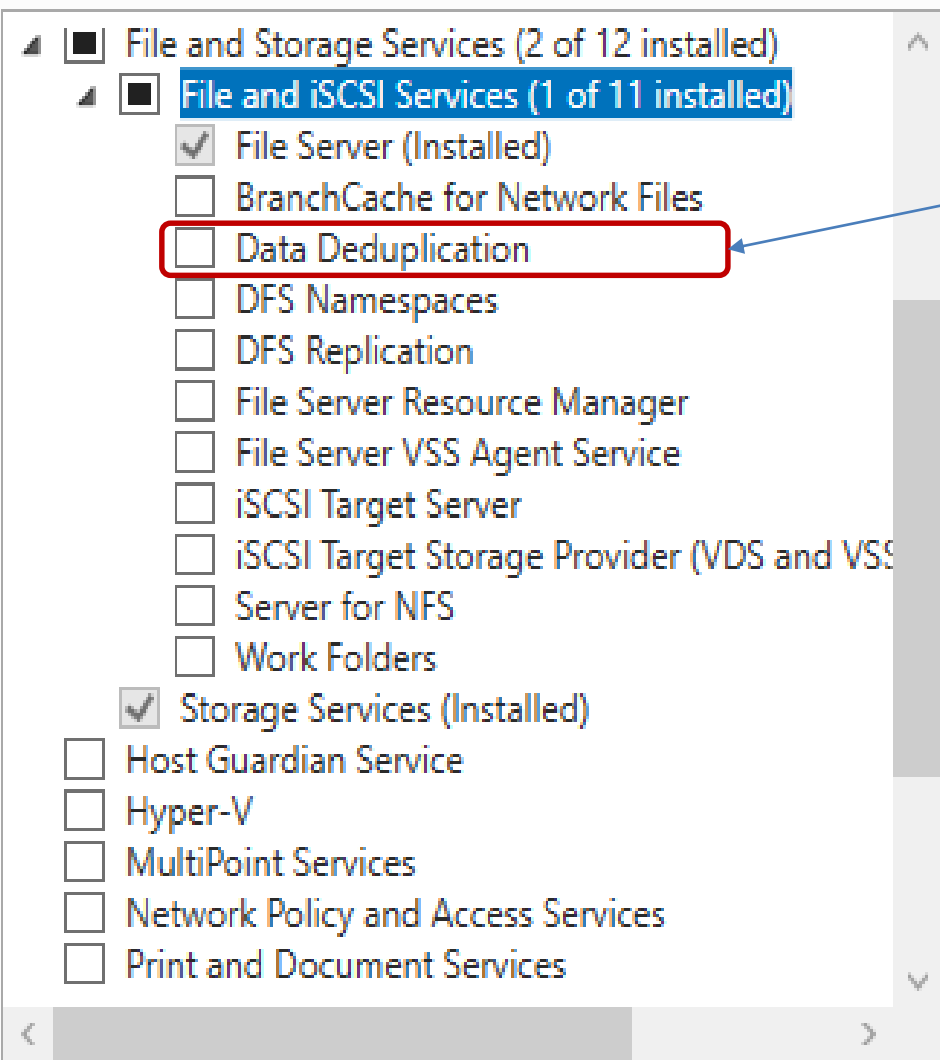 File and Storage Services (2 of 12 installed)
File and iSCSI Services (1 of 11 installed)
File Server (Installed)
BranchCache for Network Files
Data Deduplication
DFS Namespaces
DFS Replication
File Server Resource Manager
File Server VSS Agent Service
iSCSI Target Server
iSCSI Target Storage Provider (VDS and VSS
Server for NFS
Work Folders
Storage Services (Installed)
Host Guardian Service
Hyper-V
MultiPoint Services
Network Policy and Access Services
Print and Document Services